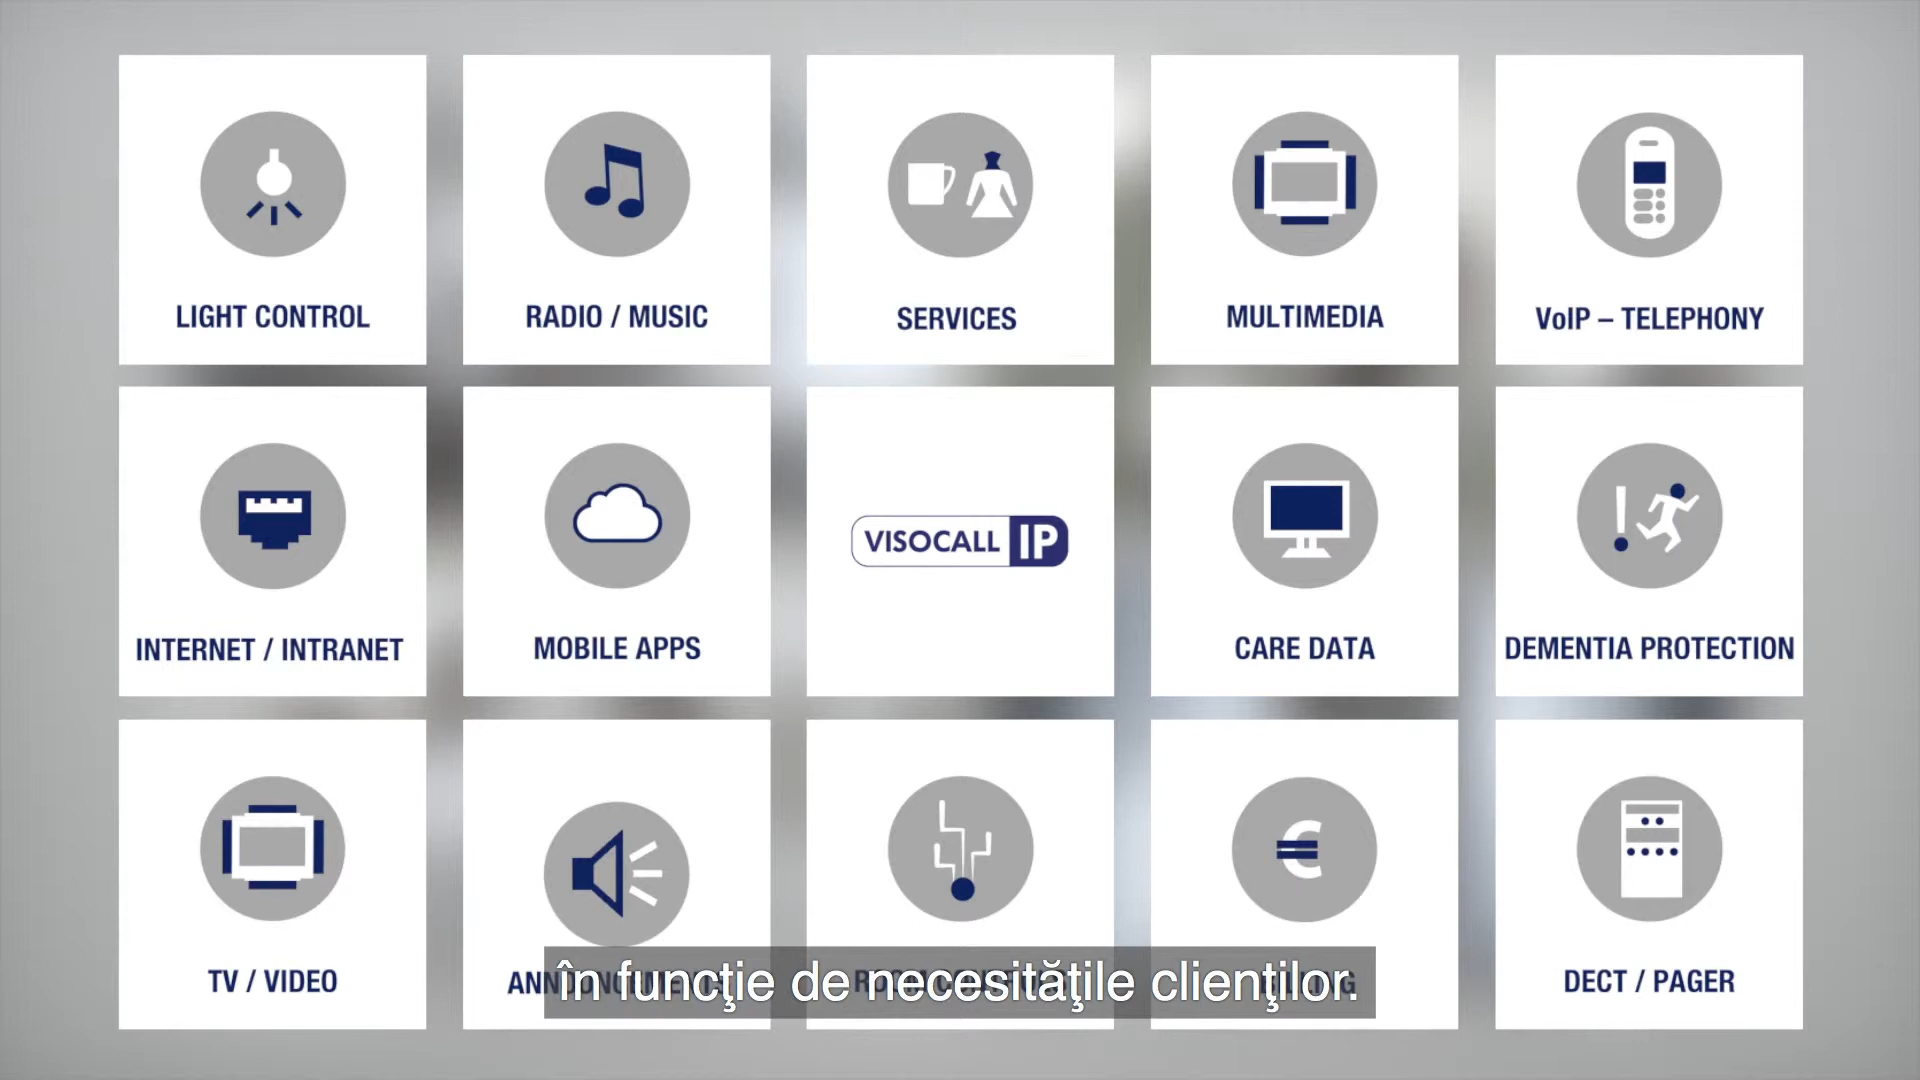 LIGHT CONTROL
RADIO / MUSIC
SERVICES
MULTIMEDIA
VoIP – TELEPHONY
INTERNET / INTRANET
MOBILE APPS
VISOCALL IP
CARE DATA
DEMENTIA PROTECTION
TV / VIDEO
ANNOUNCEMENTS
DECT / PAGER
în funcţie de necesităţile clienţilor.